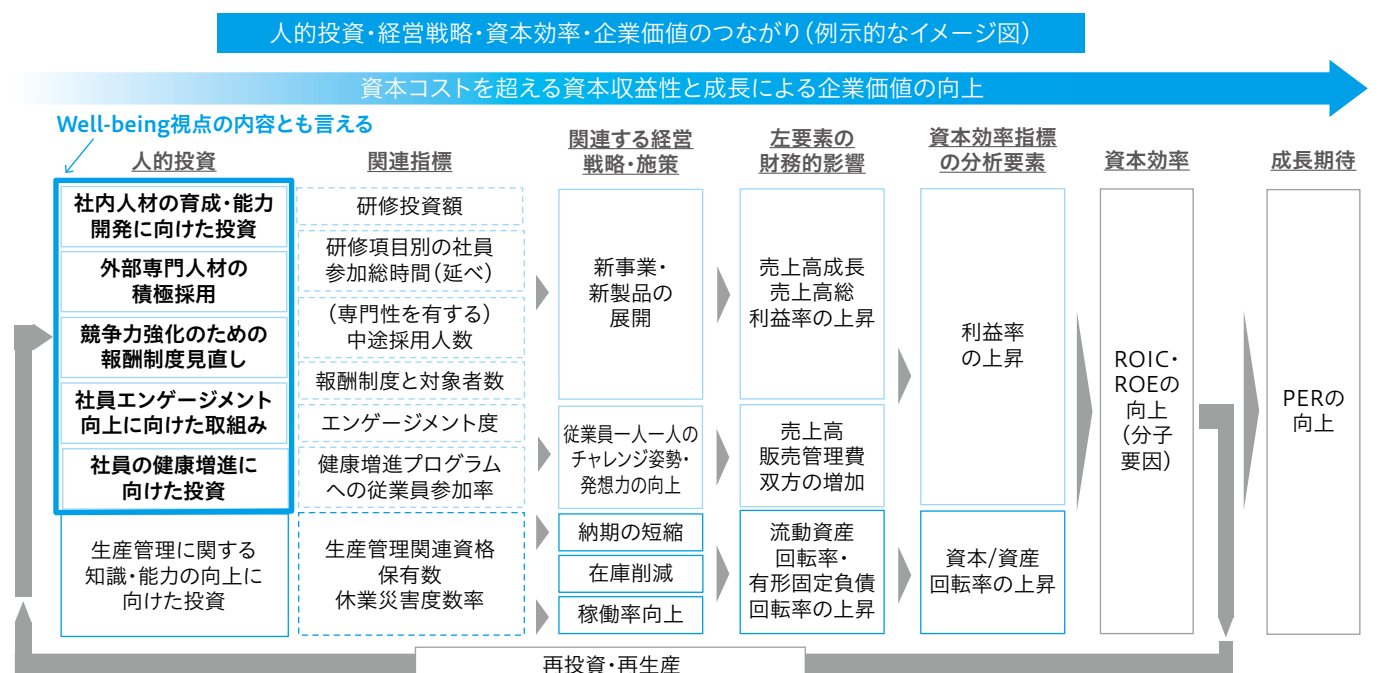 人的投資・経営戦略・資本効率・企業価値のつながり（例示的なイメージ図）
資本コストを超える資本収益性と成長による企業価値の向上
Well-being視点の内容とも言える
人的投資
社内人材の育成・能力
開発に向けた投資
外部専門人材の
積極採用
競争力強化のための
報酬制度見直し
社員エンゲージメント
向上に向けた取組み
社員の健康増進に
向けた投資
生産管理に関する
知識・能力の向上に
向けた投資
関連指標
研修投資額
研修項目別の社員
参加総時間（延べ）
（専門性を有する）
中途採用人数
報酬制度と対象者数
エンゲージメント度
健康増進プログラム
への従業員参加率
生産管理関連資格
保有数
休業災害度数率
関連する経営
戦略・施策
新事業・
新製品の
展開
従業員一人一人の
チャレンジ姿勢・
発想力の向上
納期の短縮
在庫削減
稼働率向上
左要素の
財務的影響
売上高成長
売上高総
利益率の上昇
売上高
販売管理費
双方の増加
流動資産
回転率・
有形固定負債
回転率の上昇
資本効率指標
の分析要素
利益率
の上昇
資本/資産
回転率の上昇
資本効率
ROIC・
ROEの
向上
（分子
要因）
成長期待
PERの
向上
再投資・再生産